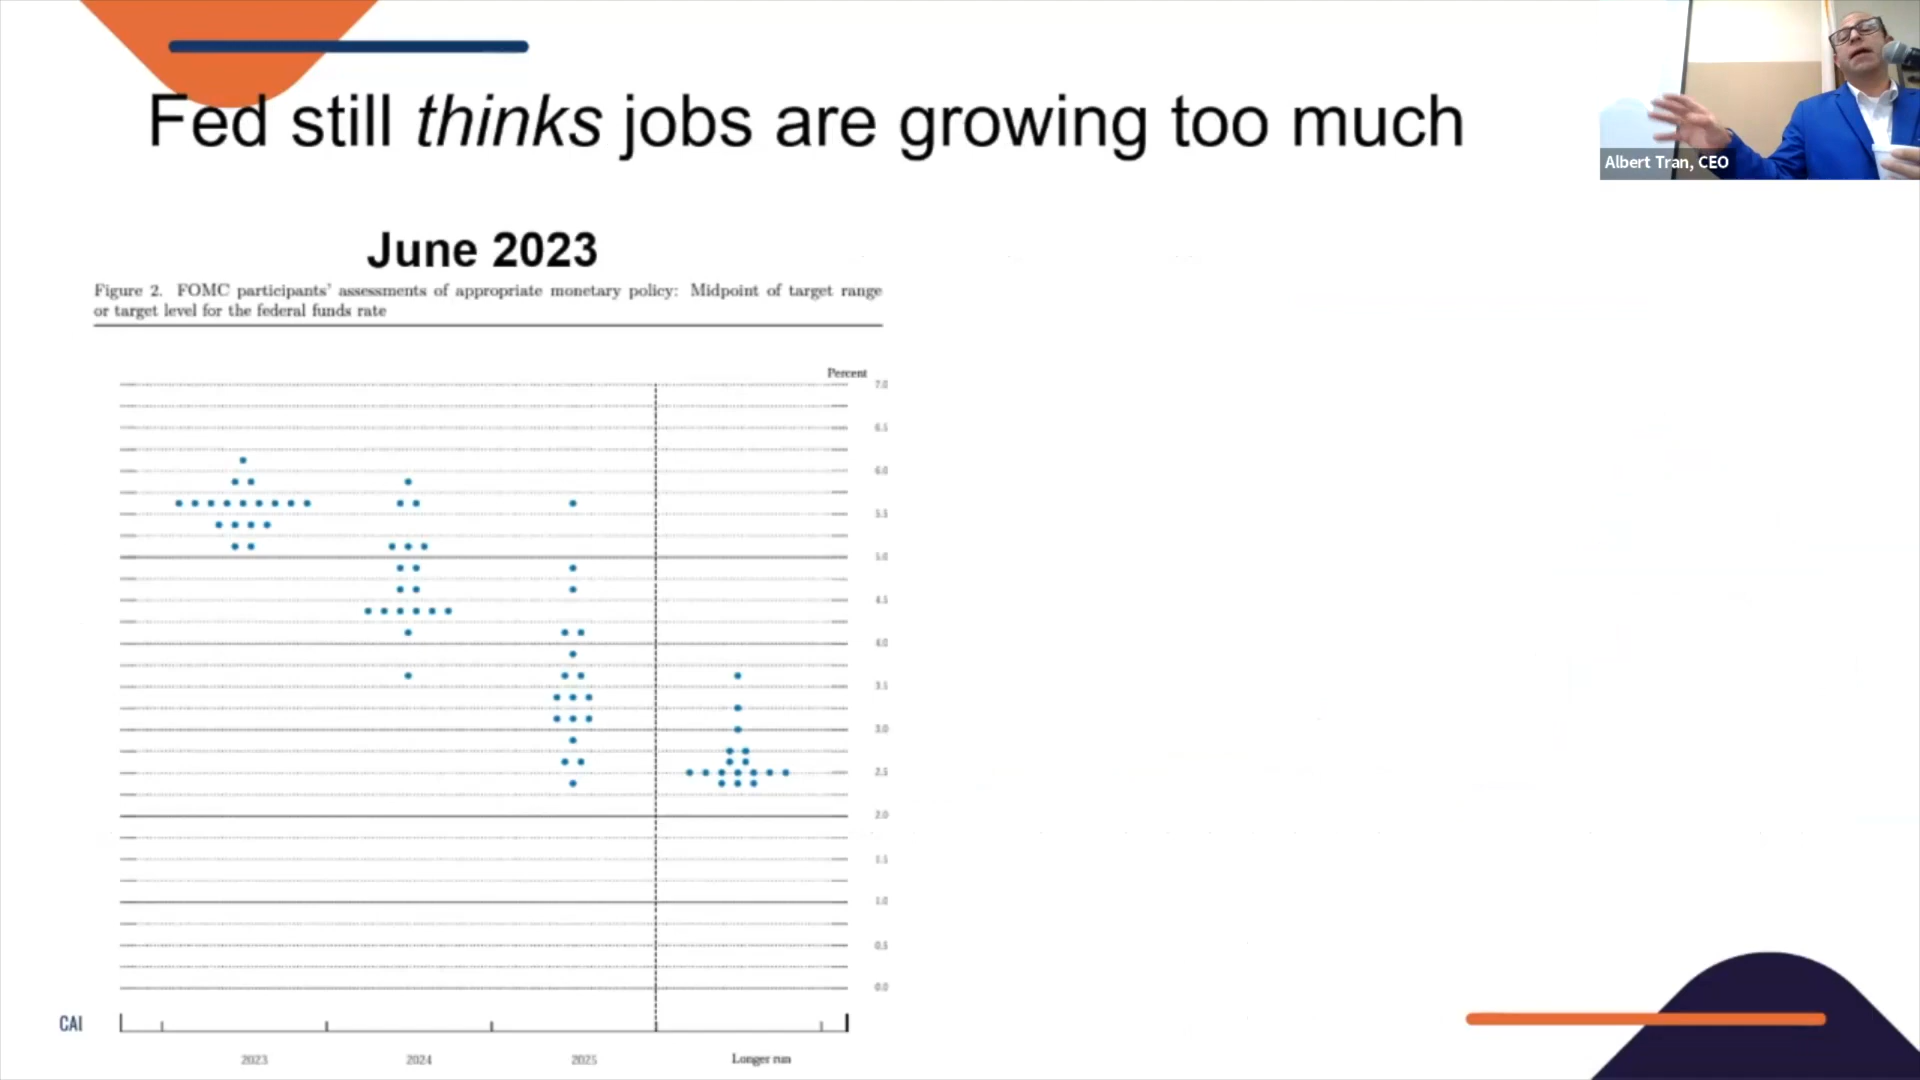 Fed still thinks jobs are growing too much
Albert Tran, CEO
June 2023
Figure 2. FOMC participants' assessments of appropriate monetary policy: Midpoint of target range
or target level for the federal funds rate
Percent
7.0
6.5
6.0
5.5
5.0
4.5
4.0
3.5
3.0
2.5
2.0
1.5
1.0
0.5
0.0
CAI
2023 2024 2025 Longer run